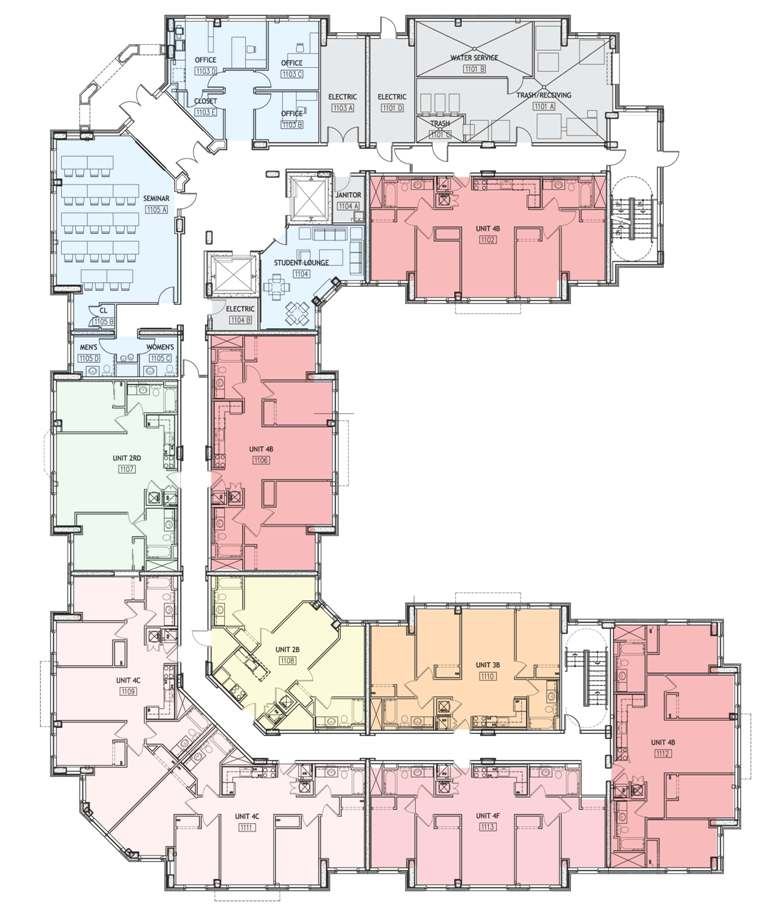 OFFICE
1103 D
OFFICE
1103 C
CLOSET
1103 E
OFFICE
1103 B
ELECTRIC
1103 A
ELECTRIC
1101 D
WATER SERVICE
1101 B
TRASH/RECEIVING
1101 A
TRASH
1101 C
SEMINAR
1105 A
JANITOR
1104 A
UNIT 4B
1102
STUDENT LOUNGE
1104
CL
1105 B
ELECTRIC
1104 B
MEN'S
1105 D
WOMEN'S
1105 C
UNIT 2RD
1107
UNIT 4B
1106
UNIT 2B
1108
UNIT 4C
1109
UNIT 3B
1110
UNIT 4B
1112
UNIT 4C
1111
UNIT 4F
1113